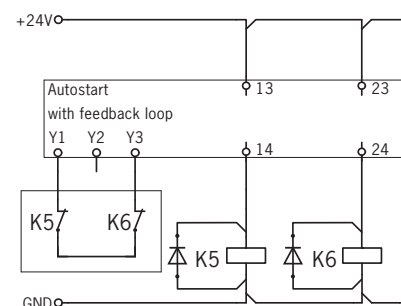 +24V
Autostart
13
23
with feedback loop
Y1 Y2 Y3
14
24
K5 K6
K5 K6
GND